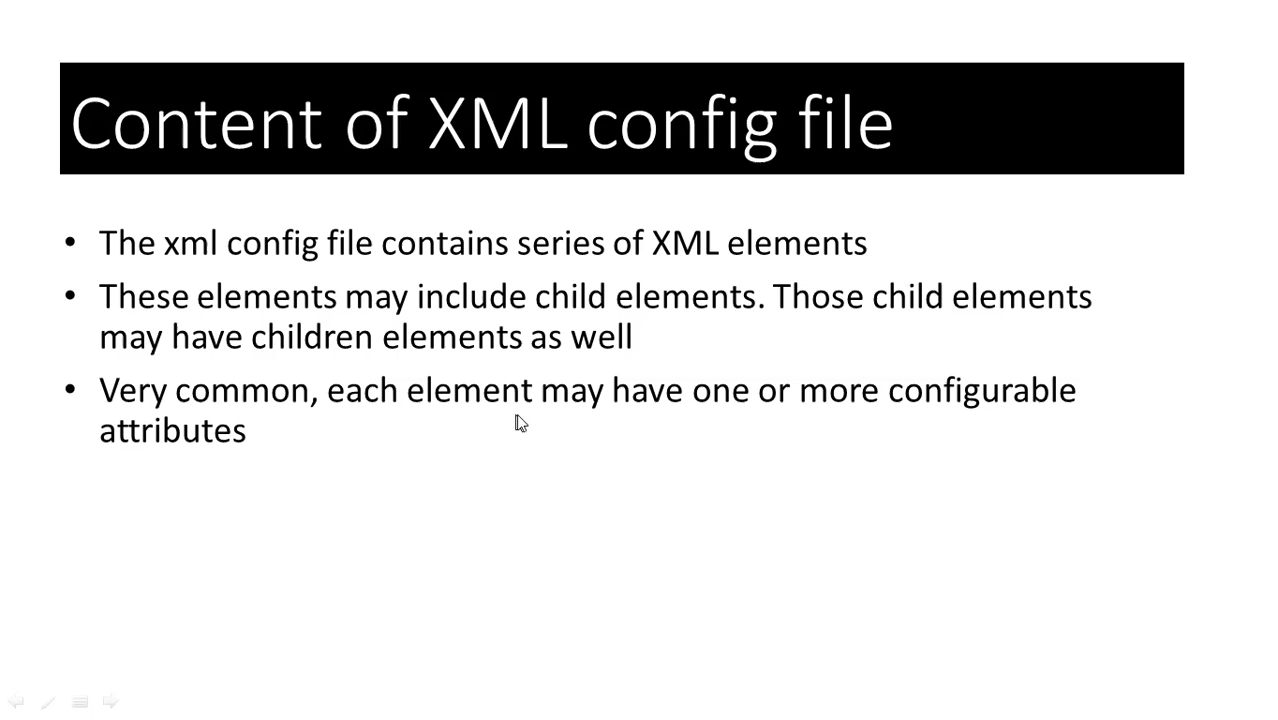 Content of XML config file
• The xml config file contains series of XML elements
• These elements may include child elements. Those child elements
may have children elements as well
• Very common, each element may have one or more configurable
attributes